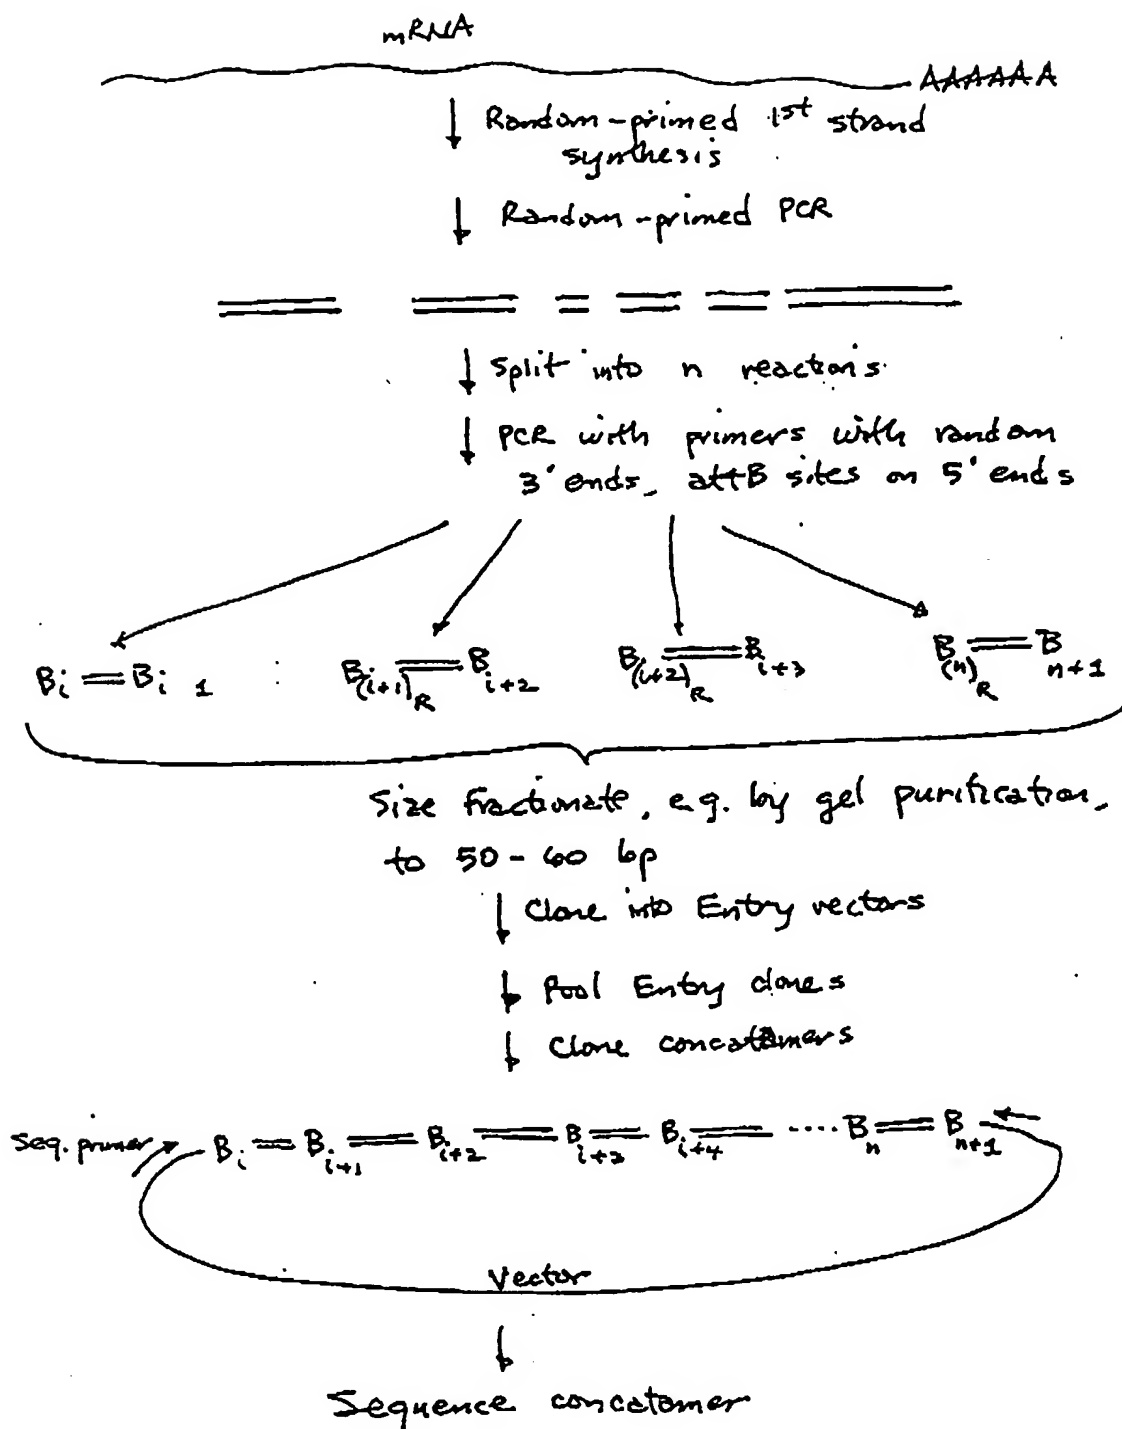 mRNA
AAAAAA
Random-primed 1st strand
synthesis
Random-primed PCR
split into n reactions
PCR with primers with random
3' ends, attB sites on 5' ends
Bi = Bi 1 B(i+1)R = Bi+2 B(i+2)R = Bi+3 B(n)R = Bn+1
Size fractionate, e.g. by gel purification,
to 50-60 bp
Clone into Entry vectors
Pool Entry clones
Clone concatamers
Seq. primer Bi = Bi+1 = Bi+2 = Bi+3 = Bi+4 = .... Bn = Bn+1
Vector
Sequence concatomer